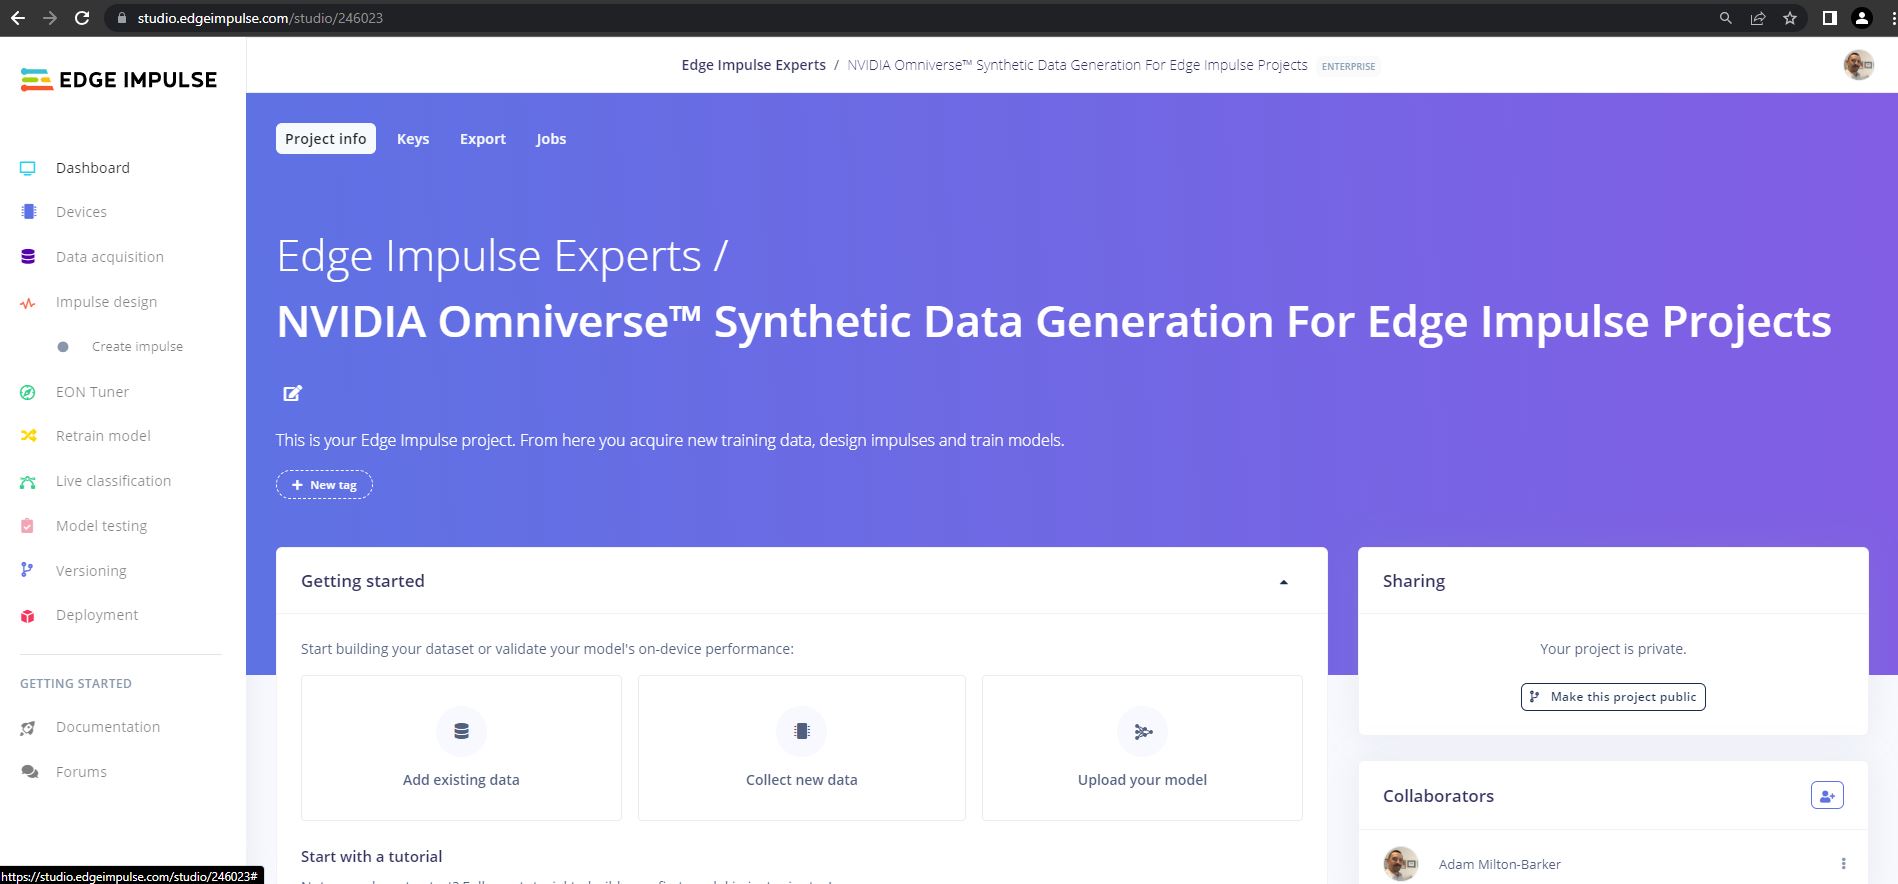 studio.edgeimpulse.com/studio/246023
EDGE IMPULSE
Edge Impulse Experts / NVIDIA Omniverse™ Synthetic Data Generation For Edge Impulse Projects ENTERPRISE
Dashboard
Devices
Data acquisition
Impulse design
Create impulse
EON Tuner
Retrain model
Live classification
Model testing
Versioning
Deployment
GETTING STARTED
Documentation
Forums
https://studio.edgeimpulse.com/studio/246023#
Project info Keys Export Jobs
Edge Impulse Experts /
NVIDIA Omniverse™ Synthetic Data Generation For Edge Impulse Projects
This is your Edge Impulse project. From here you acquire new training data, design impulses and train models.
+ New tag
Getting started
Start building your dataset or validate your model's on-device performance:
Add existing data
Collect new data
Upload your model
Start with a tutorial
Sharing
Your project is private.
Make this project public
Collaborators
Adam Milton-Barker